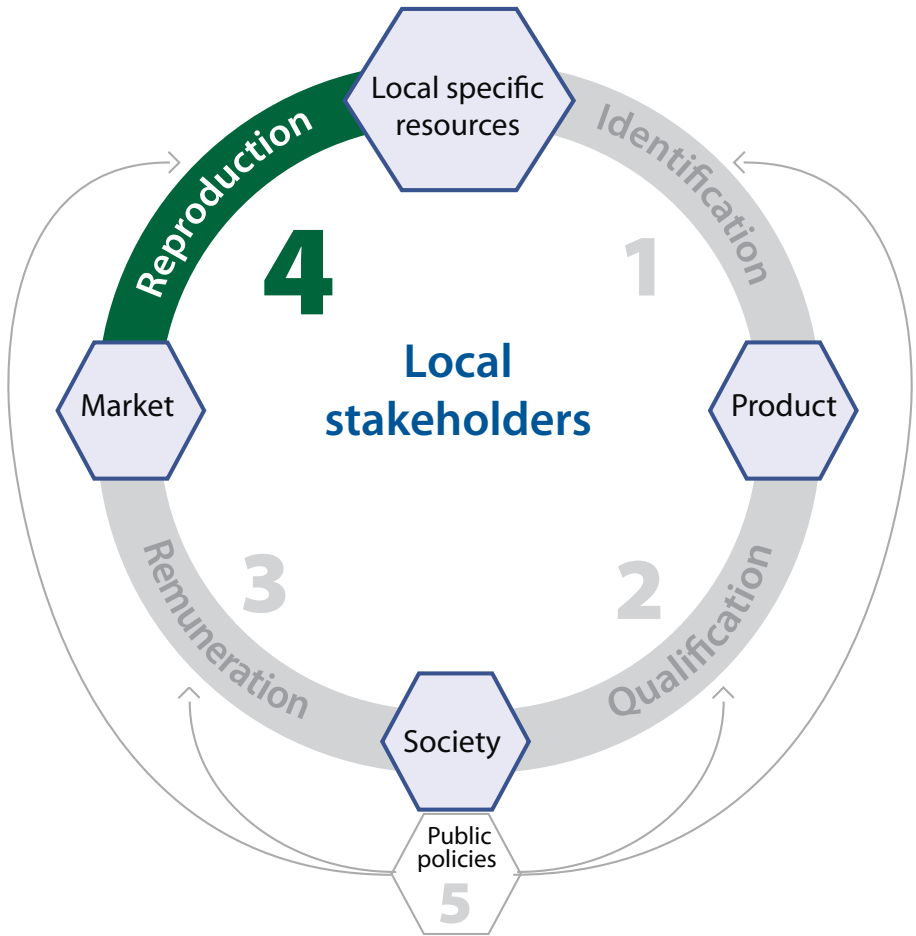 Local specific
resources
Identification
1
Product
2
Qualification
Society
Remuneration
3
Market
Reproduction
4
Local
stakeholders
Public
policies
5